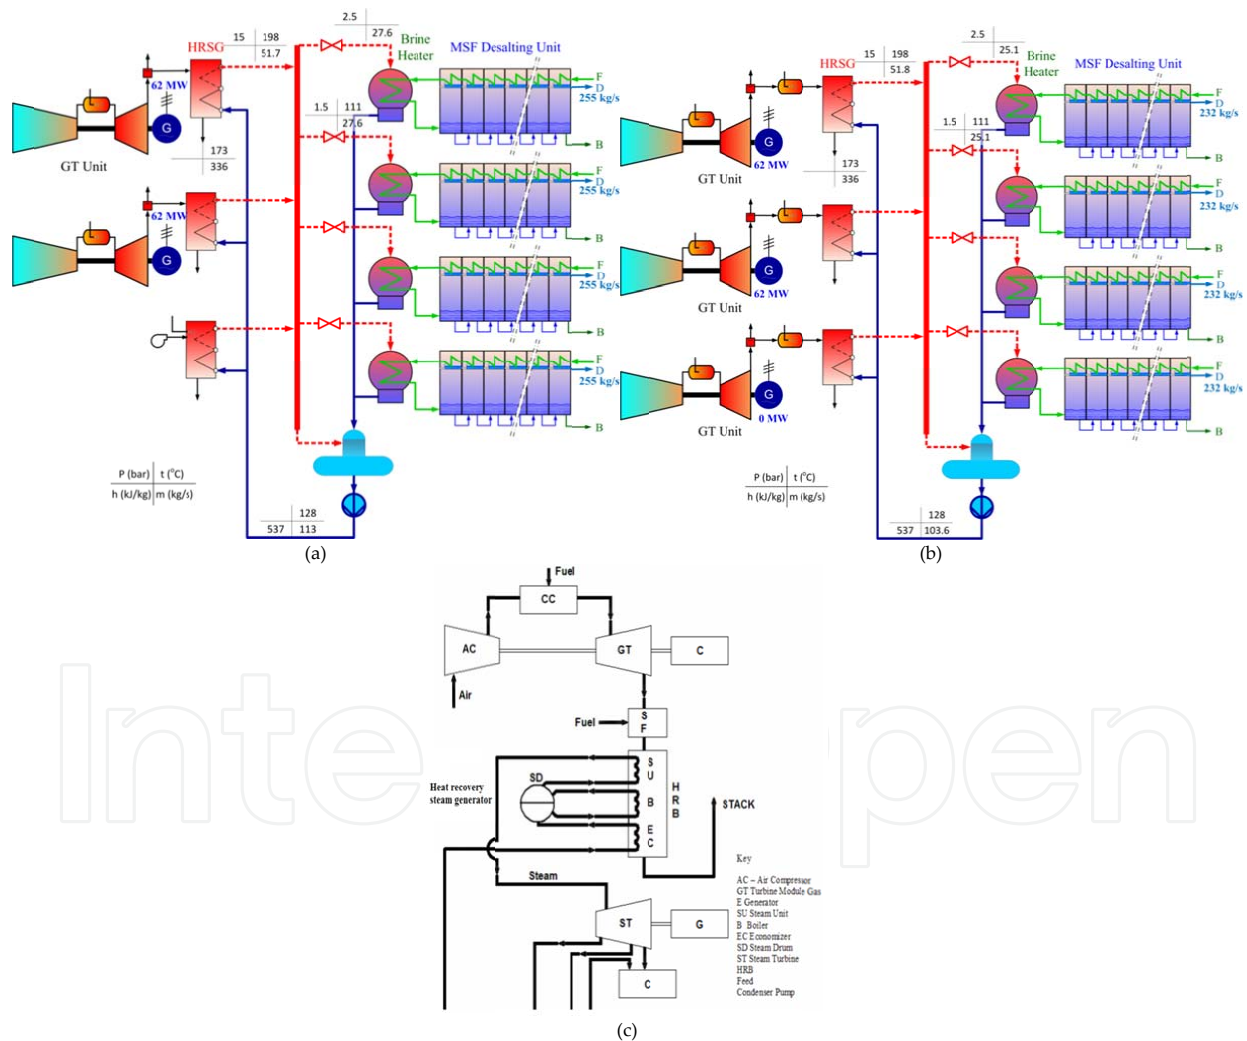 15 198
51.7
HRSG
2.5
27.6
Brine
Heater
MSF Desalting Unit
62 MW
G
GT Unit
173
336
1.5 111
27.6
F
D
255 kg/s
B
62 MW
G
GT Unit
F
D
255 kg/s
B
F
D
255 kg/s
B
F
D
255 kg/s
B
P (bar) t (°C)
h (kJ/kg) m (kg/s)
128
537 113
(a)
15 198
51.8
HRSG
2.5
25.1
Brine
Heater
MSF Desalting Unit
G
62 MW
GT Unit
173
336
1.5 111
25.1
F
D
232 kg/s
B
G
62 MW
GT Unit
F
D
232 kg/s
B
G
0 MW
GT Unit
F
D
232 kg/s
B
F
D
232 kg/s
B
P (bar) t (°C)
h (kJ/kg) m (kg/s)
128
537 103.6
(b)
Fuel
CC
AC
GT
C
Air
Fuel
S
F
Heat recovery
steam generator
SD
S
U
B
E
C
H
R
B
STACK
Steam
ST
G
C
Key
AC – Air Compressor
GT Turbine Module Gas
E Generator
SU Steam Unit
B Boiler
EC Economizer
SD Steam Drum
ST Steam Turbine
HRB
Feed
Condenser Pump
(c)